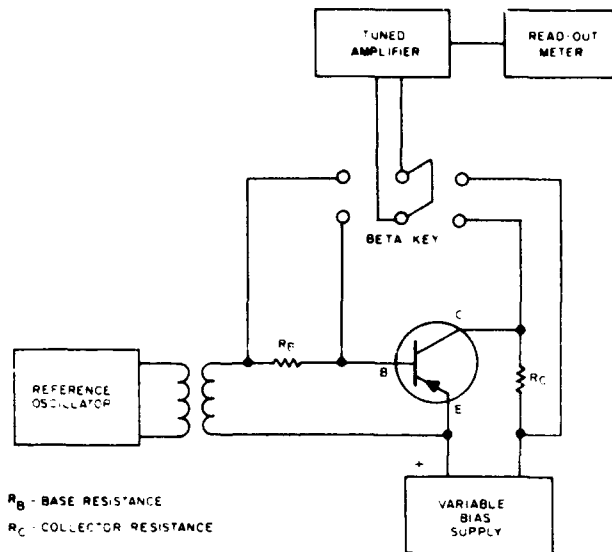 TUNED
AMPLIFIER
READ-OUT
METER
BETA KEY
C
RB
B
RC
E
REFERENCE
OSCILLATOR
+
RB - BASE RESISTANCE
RC - COLLECTOR RESISTANCE
VARIABLE
BIAS
SUPPLY